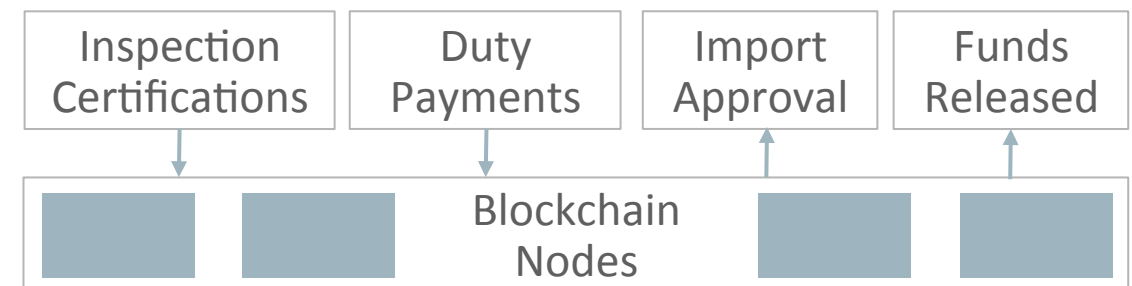 Inspection
Certifications
Duty
Payments
Import
Approval
Funds
Released
Blockchain
Nodes